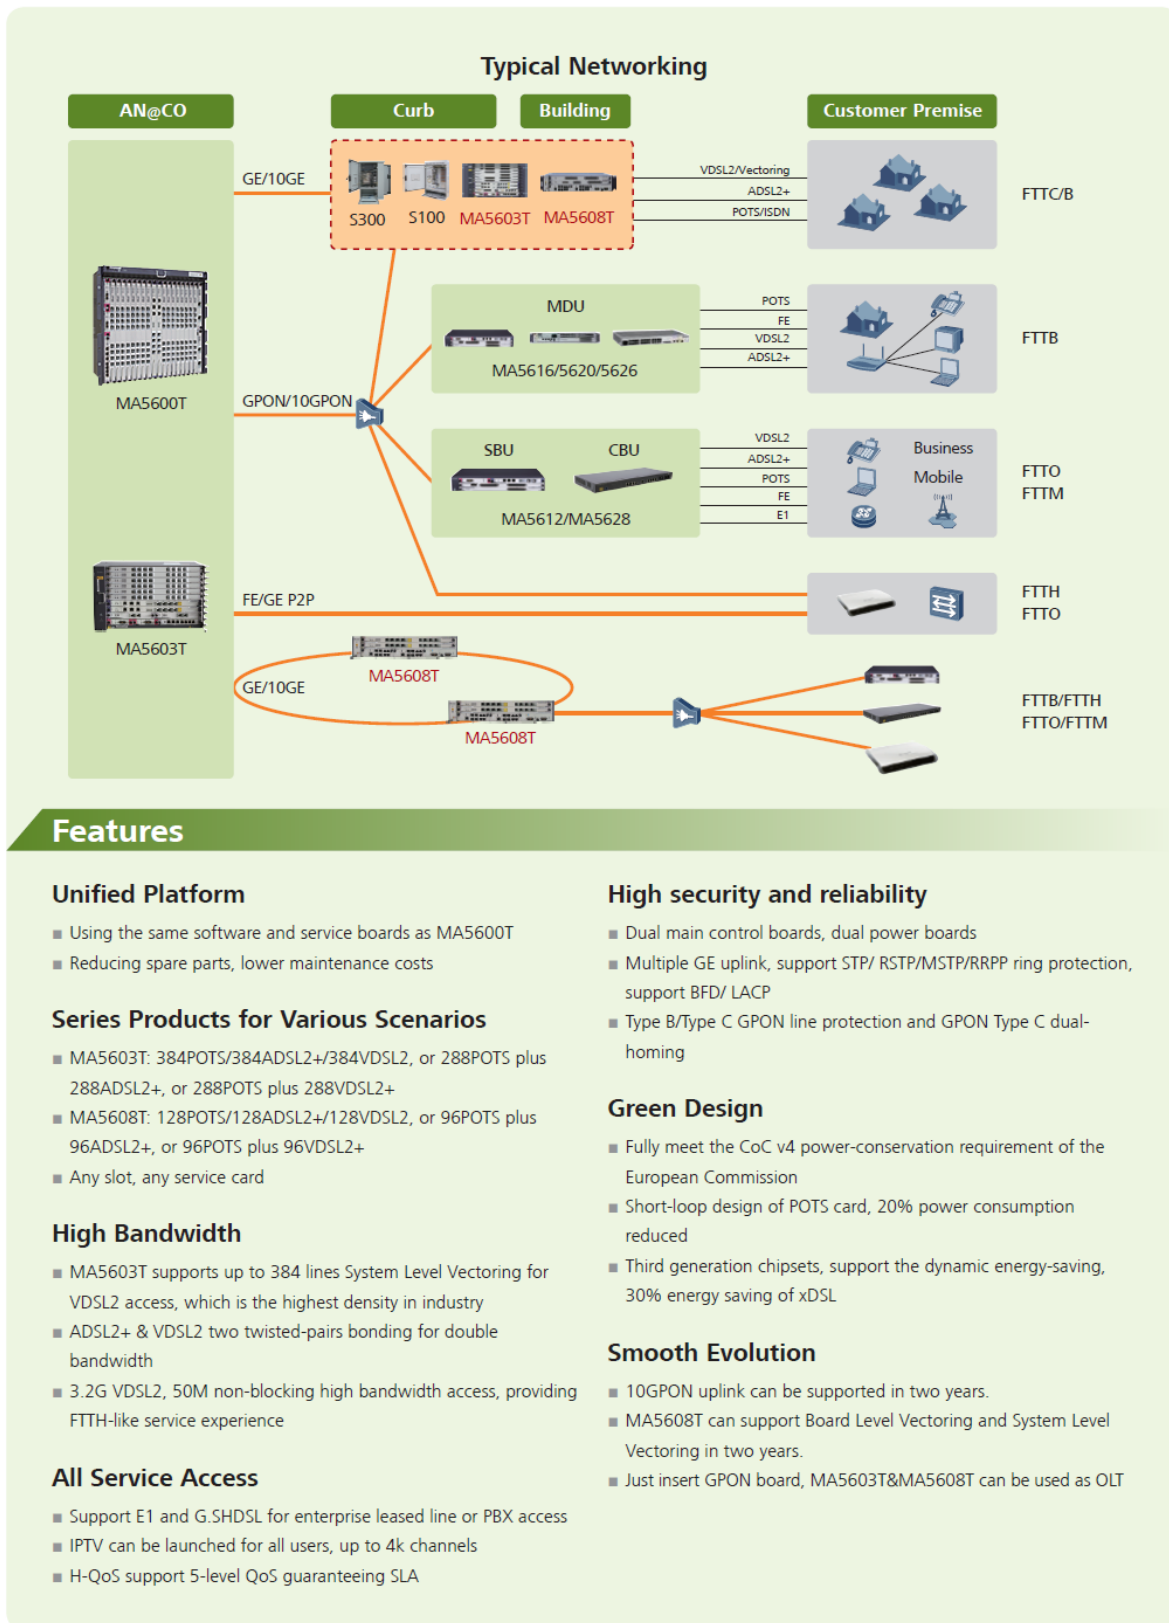 Typical Networking
AN@CO
Curb
Building
Customer Premise
GE/10GE
S300
S100
MA5603T
MA5608T
VDSL2/Vectoring
ADSL2+
POTS/ISDN
FTTC/B
MA5600T
MDU
MA5616/5620/5626
POTS
FE
VDSL2
ADSL2+
FTTB
GPON/10GPON
SBU
CBU
MA5612/MA5628
VDSL2
ADSL2+
POTS
FE
E1
Business
Mobile
FTTO
FTTM
MA5603T
FE/GE P2P
FTTH
FTTO
GE/10GE
MA5608T
MA5608T
FTTB/FTTH
FTTO/FTTM
Features
Unified Platform
■ Using the same software and service boards as MA5600T
■ Reducing spare parts, lower maintenance costs
Series Products for Various Scenarios
■ MA5603T: 384POTS/384ADSL2+/384VDSL2, or 288POTS plus
288ADSL2+, or 288POTS plus 288VDSL2+
■ MA5608T: 128POTS/128ADSL2+/128VDSL2, or 96POTS plus
96ADSL2+, or 96POTS plus 96VDSL2+
■ Any slot, any service card
High Bandwidth
■ MA5603T supports up to 384 lines System Level Vectoring for
VDSL2 access, which is the highest density in industry
■ ADSL2+ & VDSL2 two twisted-pairs bonding for double
bandwidth
■ 3.2G VDSL2, 50M non-blocking high bandwidth access, providing
FTTH-like service experience
All Service Access
■ Support E1 and G.SHDSL for enterprise leased line or PBX access
■ IPTV can be launched for all users, up to 4k channels
■ H-QoS support 5-level QoS guaranteeing SLA
High security and reliability
■ Dual main control boards, dual power boards
■ Multiple GE uplink, support STP/ RSTP/MSTP/RRPP ring protection,
support BFD/ LACP
■ Type B/Type C GPON line protection and GPON Type C dual-
homing
Green Design
■ Fully meet the CoC v4 power-conservation requirement of the
European Commission
■ Short-loop design of POTS card, 20% power consumption
reduced
■ Third generation chipsets, support the dynamic energy-saving,
30% energy saving of xDSL
Smooth Evolution
■ 10GPON uplink can be supported in two years.
■ MA5608T can support Board Level Vectoring and System Level
Vectoring in two years.
■ Just insert GPON board, MA5603T&MA5608T can be used as OLT